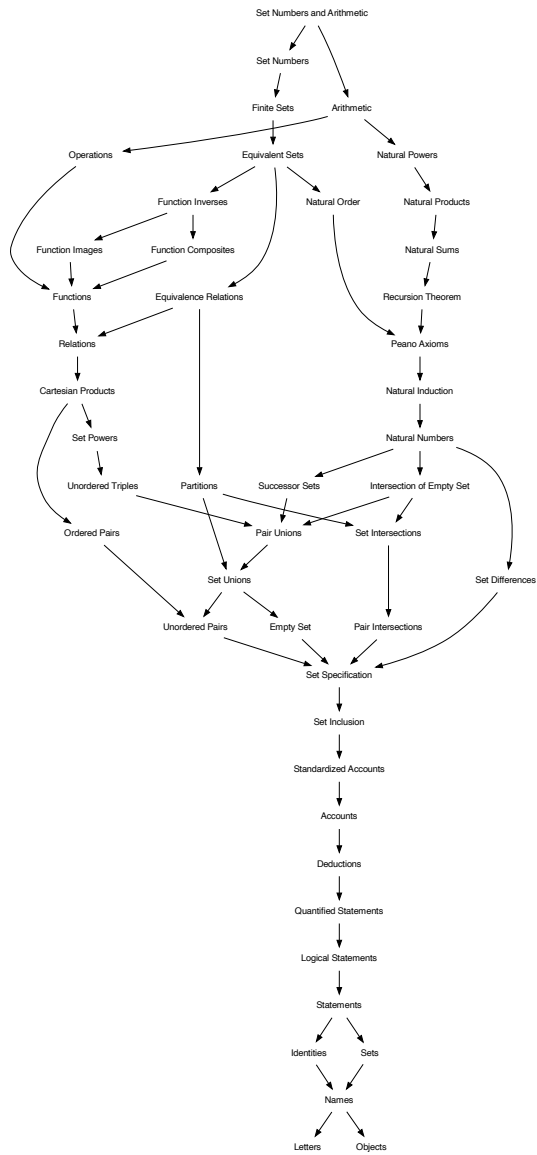 Set Numbers and Arithmetic
Set Numbers
Finite Sets
Arithmetic
Operations
Equivalent Sets
Natural Powers
Function Inverses
Natural Order
Natural Products
Function Images
Function Composites
Natural Sums
Functions
Equivalence Relations
Recursion Theorem
Relations
Peano Axioms
Cartesian Products
Natural Induction
Set Powers
Natural Numbers
Unordered Triples
Partitions
Successor Sets
Intersection of Empty Set
Ordered Pairs
Pair Unions
Set Intersections
Set Unions
Set Differences
Unordered Pairs
Empty Set
Pair Intersections
Set Specification
Set Inclusion
Standardized Accounts
Accounts
Deductions
Quantified Statements
Logical Statements
Statements
Identities
Sets
Names
Letters
Objects